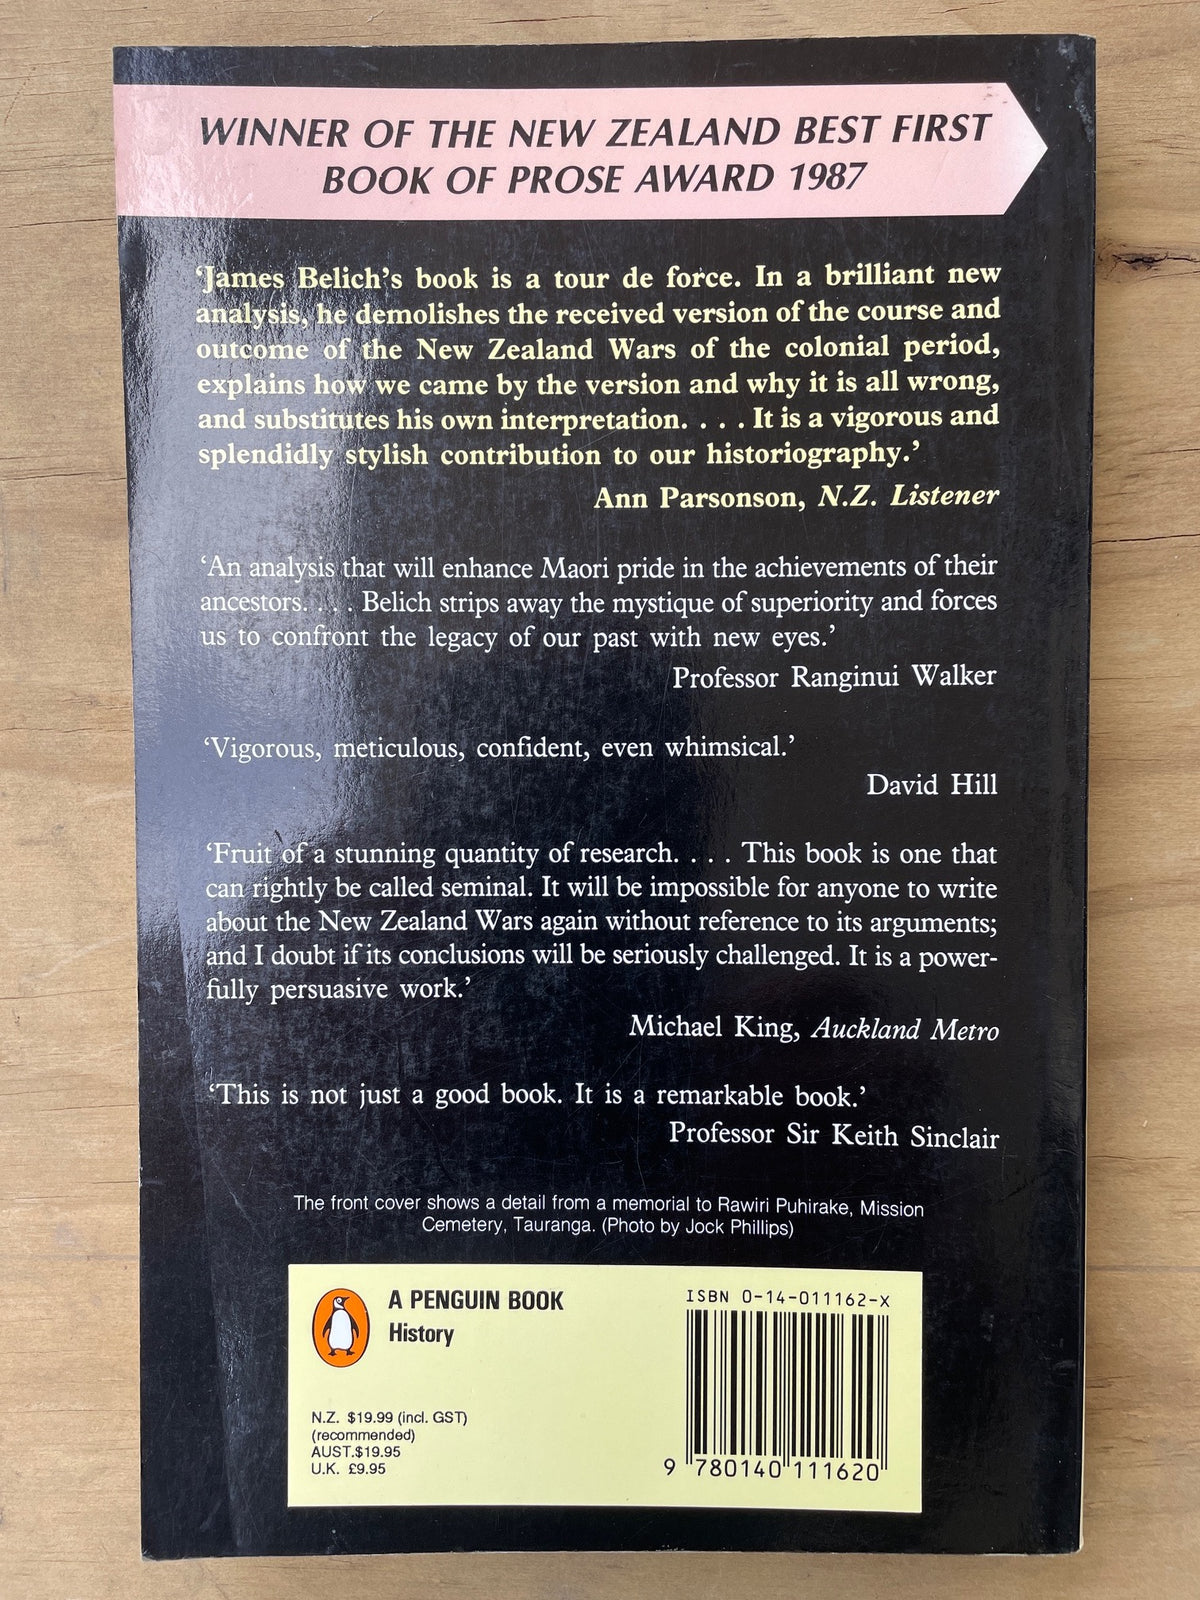 WINNER OF THE NEW ZEALAND BEST FIRST
BOOK OF PROSE AWARD 1987
‘James Belich’s book is a tour de force. In a brilliant new
analysis, he demolishes the received version of the course and
outcome of the New Zealand Wars of the colonial period,
explains how we came by the version and why it is all wrong,
and substitutes his own interpretation. . . . It is a vigorous and
splendidly stylish contribution to our historiography.’
Ann Parsonson, N.Z. Listener
‘An analysis that will enhance Maori pride in the achievements of their
ancestors. . . . Belich strips away the mystique of superiority and forces
us to confront the legacy of our past with new eyes.’
Professor Ranginui Walker
‘Vigorous, meticulous, confident, even whimsical.’
David Hill
‘Fruit of a stunning quantity of research. . . . This book is one that
can rightly be called seminal. It will be impossible for anyone to write
about the New Zealand Wars again without reference to its arguments;
and I doubt if its conclusions will be seriously challenged. It is a power-
fully persuasive work.’
Michael King, Auckland Metro
‘This is not just a good book. It is a remarkable book.’
Professor Sir Keith Sinclair
The front cover shows a detail from a memorial to Rawiri Puhirake, Mission
Cemetery, Tauranga. (Photo by Jock Phillips)
A PENGUIN BOOK
History
N.Z. $19.99 (incl. GST)
(recommended)
AUST.$19.95
U.K. £9.95
ISBN 0-14-011162-X
9 780140 111620